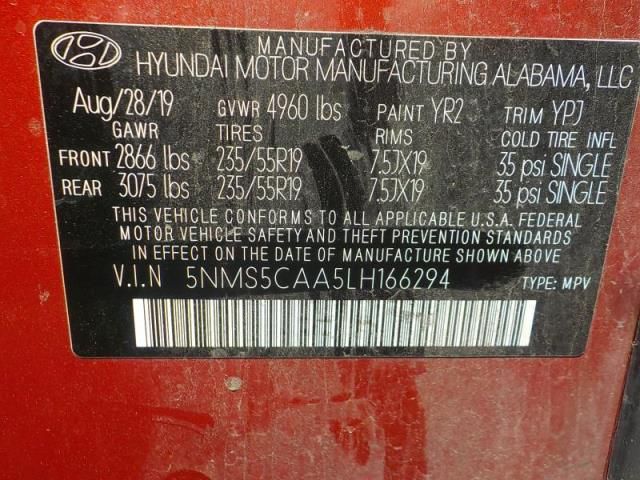 MANUFACTURED BY
HYUNDAI MOTOR MANUFACTURING ALABAMA, LLC
Aug/28/19 GVWR 4960 lbs PAINT YR2 TRIM YPJ
GAWR TIRES RIMS COLD TIRE INFL
FRONT 2866 lbs 235/55R19 7.5JX19 35 psi SINGLE
REAR 3075 lbs 235/55R19 7.5JX19 35 psi SINGLE
THIS VEHICLE CONFORMS TO ALL APPLICABLE U.S.A. FEDERAL
MOTOR VEHICLE SAFETY AND THEFT PREVENTION STANDARDS
IN EFFECT ON THE DATE OF MANUFACTURE SHOWN ABOVE.
V.I.N 5NMS5CAA5LH166294 TYPE: MPV